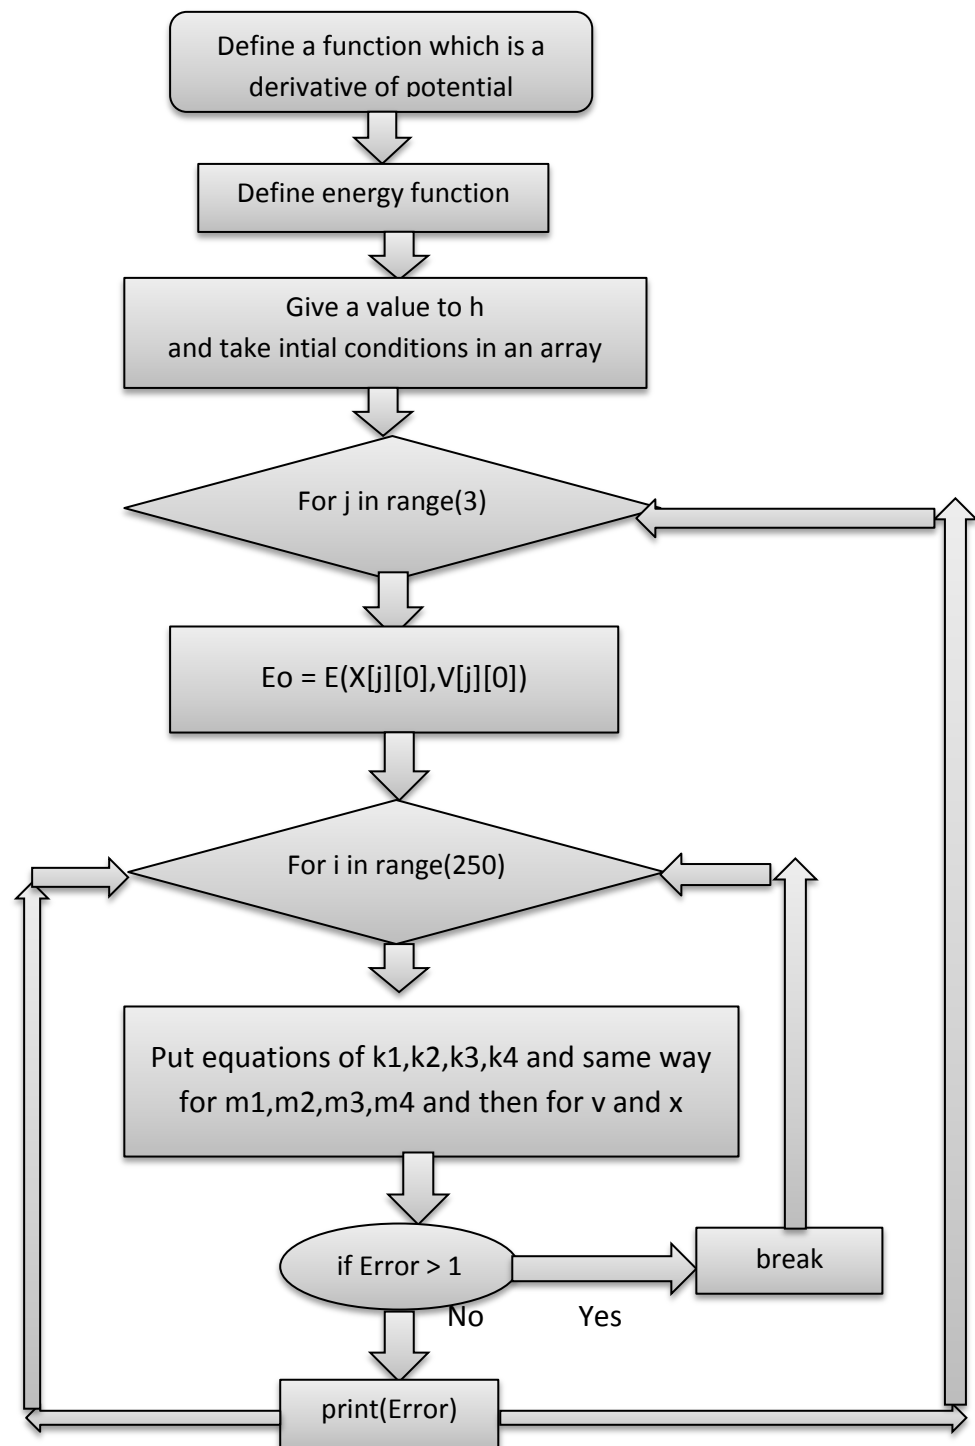 Define a function which is a
derivative of potential
Define energy function
Give a value to h
and take intial conditions in an array
For j in range(3)
Eo = E(X[j][0],V[j][0])
For i in range(250)
Put equations of k1,k2,k3,k4 and same way
for m1,m2,m3,m4 and then for v and x
if Error > 1
break
No
Yes
print(Error)